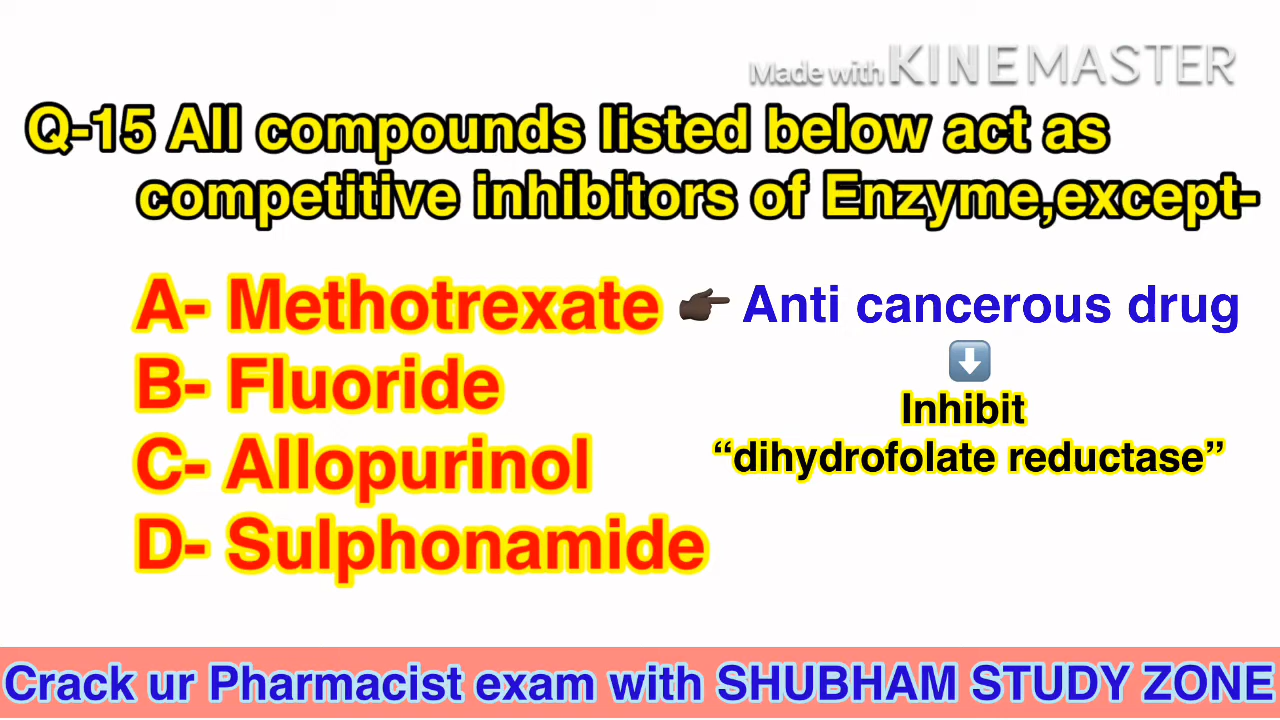 Made with KINEMASTER
Q-15 All compounds listed below act as
competitive inhibitors of Enzyme,except-
A- Methotrexate 👉🏿 Anti cancerous drug
⬇️
B- Fluoride
Inhibit
“dihydrofolate reductase”
C- Allopurinol
D- Sulphonamide
Crack ur Pharmacist exam with SHUBHAM STUDY ZONE